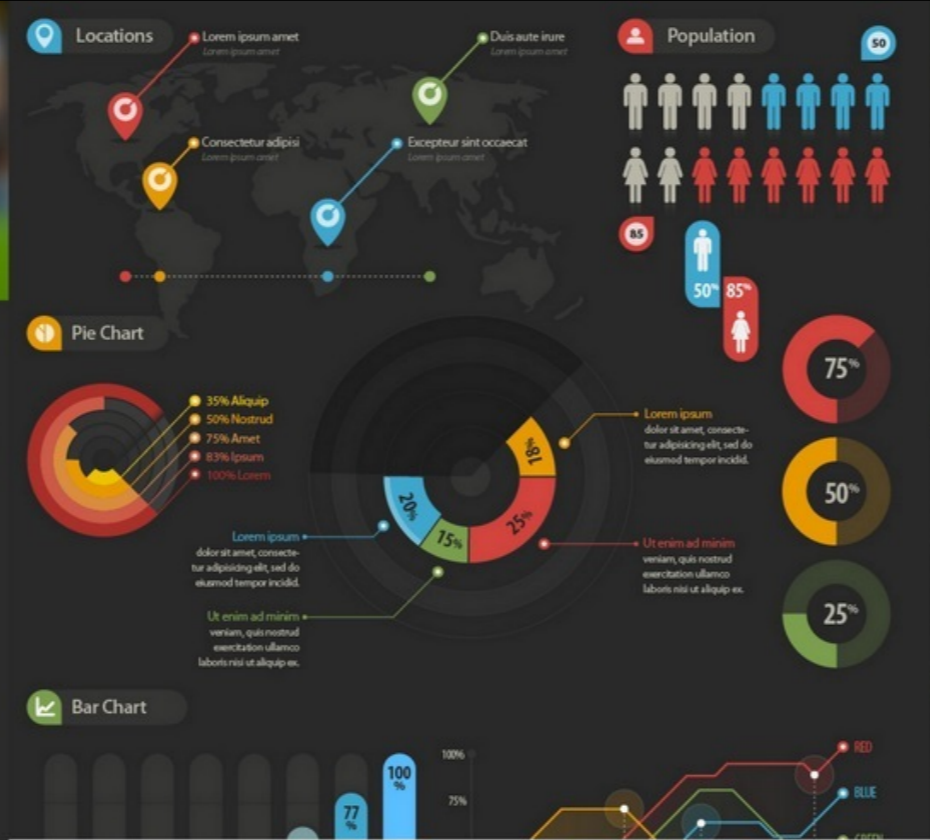 Locations
Lorem ipsum amet
Lorem ipsum amet
Duis aute irure
Lorem ipsum amet
Consectetur adipisi
Lorem ipsum amet
Excepteur sint occaecat
Lorem ipsum amet
Population
50
85
50%
85%
Pie Chart
35% Aliquip
50% Nostrud
75% Amet
83% Ipsum
100% Lorem
20%
15%
25%
18%
Lorem ipsum
dolor sit amet, consecte-
tur adipisicing elit, sed do
eiusmod tempor incidid.
Lorem ipsum
dolor sit amet, consecte-
tur adipisicing elit, sed do
eiusmod tempor incidid.
Ut enim ad minim
veniam, quis nostrud
exercitation ullamco
laboris nisi ut aliquip ex.
Ut enim ad minim
veniam, quis nostrud
exercitation ullamco
laboris nisi ut aliquip ex.
75%
50%
25%
Bar Chart
77
%
100
%
100%
75%
RED
BLUE
GREEN